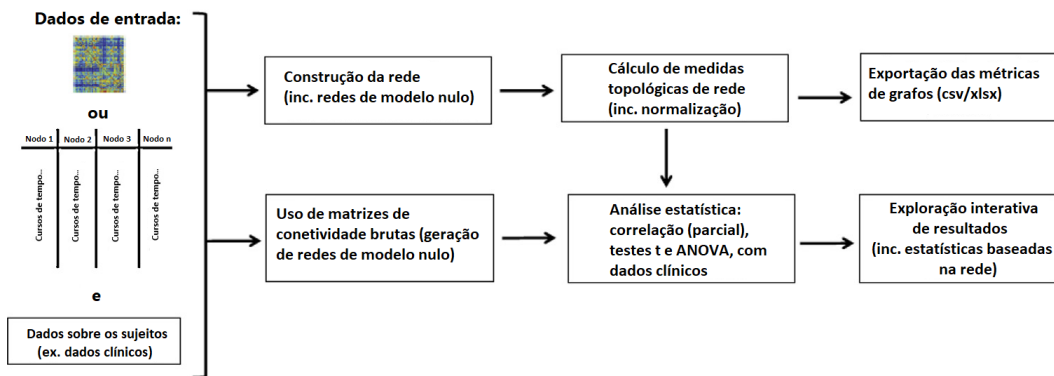 Dados de entrada:
ou
Nodo 1 Nodo 2 Nodo 3 Nodo n
Cursos de tempo...
Cursos de tempo...
Cursos de tempo...
Cursos de tempo...
e
Dados sobre os sujeitos
(ex. dados clínicos)
Construção da rede
(inc. redes de modelo nulo)
Cálculo de medidas
topológicas de rede
(inc. normalização)
Exportação das métricas
de grafos (csv/xlsx)
Uso de matrizes de
conetividade brutas (geração
de redes de modelo nulo)
Análise estatística:
correlação (parcial),
testes t e ANOVA, com
dados clínicos
Exploração interativa
de resultados
(inc. estatísticas baseadas
na rede)